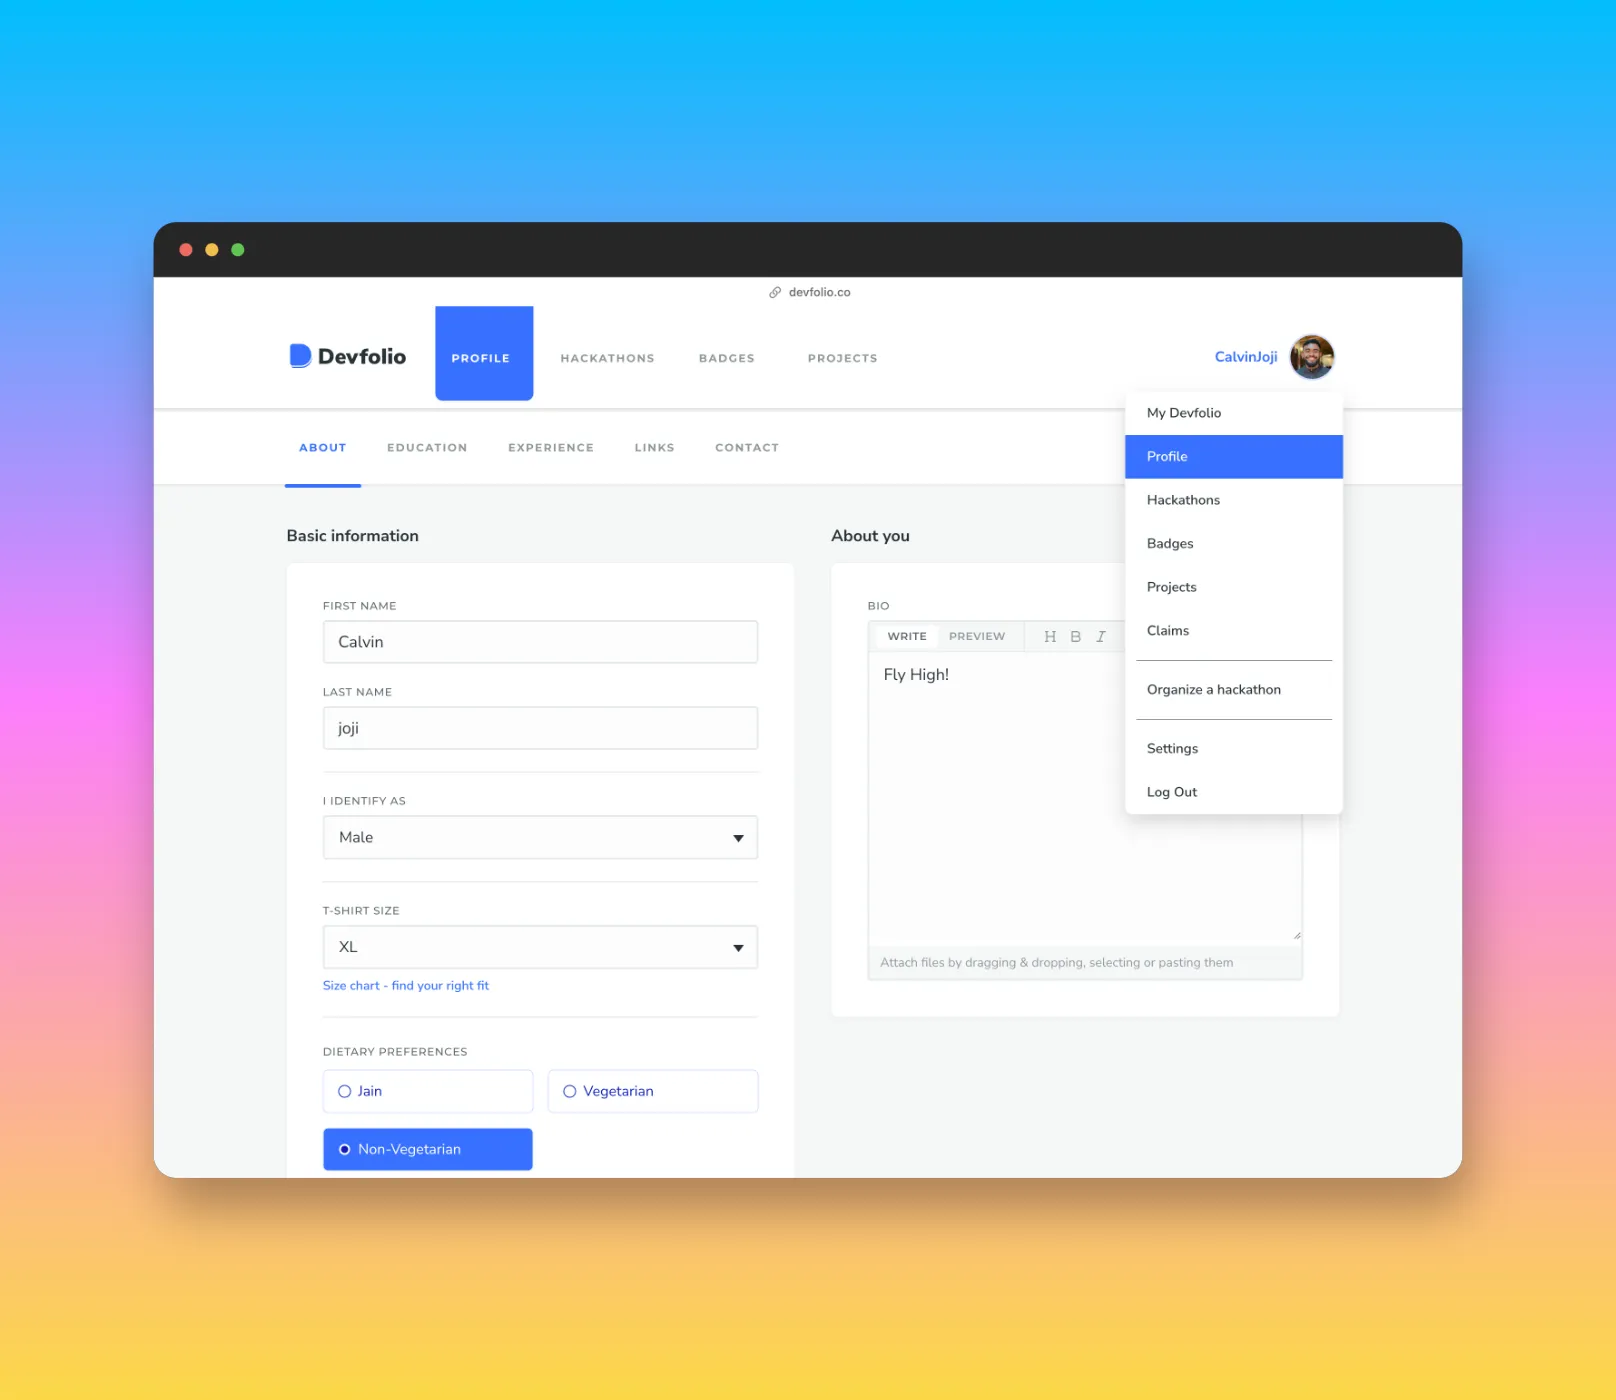 devfolio.co
Devfolio
PROFILE
HACKATHONS
BADGES
PROJECTS
CalvinJoji
My Devfolio
Profile
Hackathons
Badges
Projects
Claims
Organize a hackathon
Settings
Log Out
ABOUT
EDUCATION
EXPERIENCE
LINKS
CONTACT
Basic information
FIRST NAME
Calvin
LAST NAME
joji
I IDENTIFY AS
Male
T-SHIRT SIZE
XL
Size chart - find your right fit
DIETARY PREFERENCES
Jain
Vegetarian
Non-Vegetarian
About you
BIO
WRITE
PREVIEW
H B I
Fly High!
Attach files by dragging & dropping, selecting or pasting them